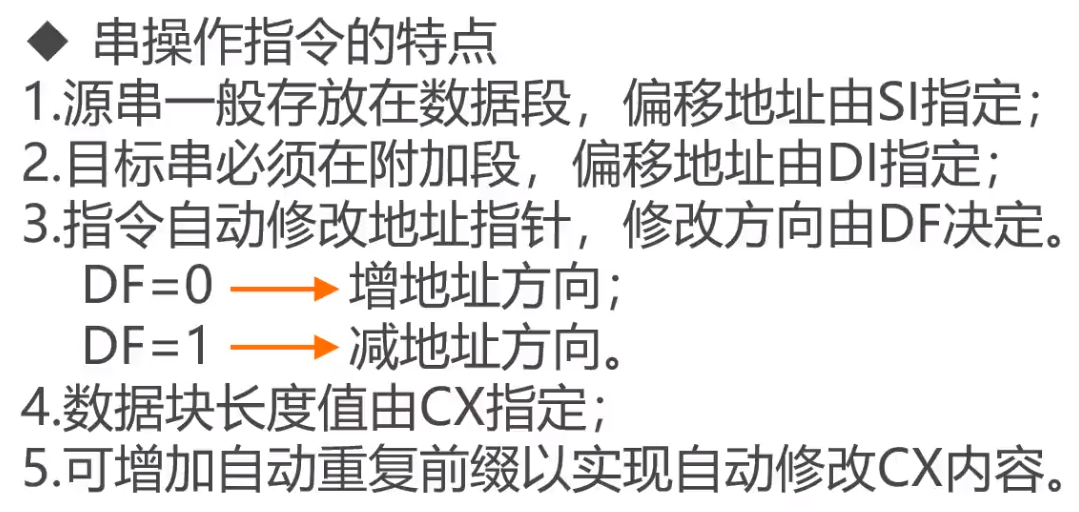 ◆ 串操作指令的特点
1.源串一般存放在数据段，偏移地址由SI指定；
2.目标串必须在附加段，偏移地址由DI指定；
3.指令自动修改地址指针，修改方向由DF决定。
DF=0 → 增地址方向；
DF=1 → 减地址方向。
4.数据块长度值由CX指定；
5.可增加自动重复前缀以实现自动修改CX内容。